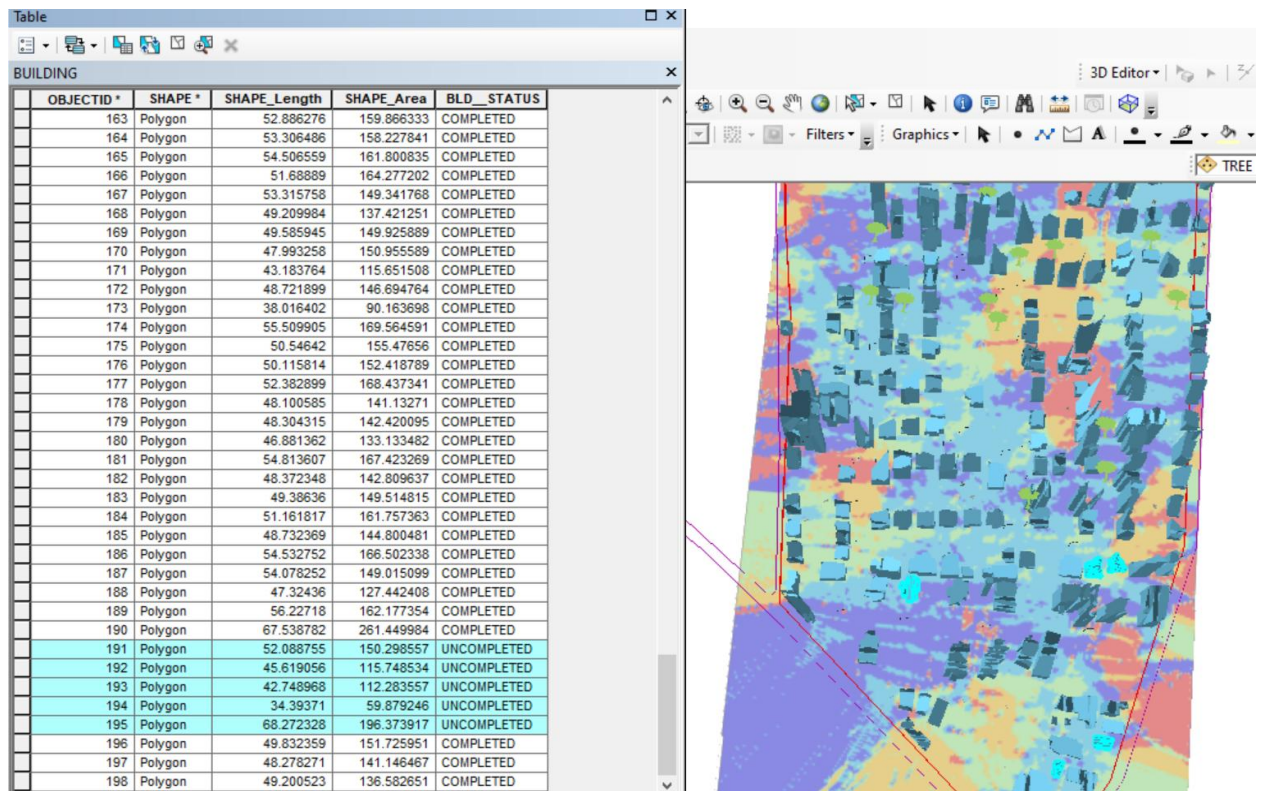 Table
BUILDING
OBJECTID * SHAPE * SHAPE_Length SHAPE_Area BLD__STATUS
163 Polygon 52.886276 159.866333 COMPLETED
164 Polygon 53.306486 158.227841 COMPLETED
165 Polygon 54.506559 161.800835 COMPLETED
166 Polygon 51.68889 164.277202 COMPLETED
167 Polygon 53.315758 149.341768 COMPLETED
168 Polygon 49.209984 137.421251 COMPLETED
169 Polygon 49.585945 149.925889 COMPLETED
170 Polygon 47.993258 150.955589 COMPLETED
171 Polygon 43.183764 115.651508 COMPLETED
172 Polygon 48.721899 146.694764 COMPLETED
173 Polygon 38.016402 90.163698 COMPLETED
174 Polygon 55.509905 169.564591 COMPLETED
175 Polygon 50.54642 155.47656 COMPLETED
176 Polygon 50.115814 152.418789 COMPLETED
177 Polygon 52.382899 168.437341 COMPLETED
178 Polygon 48.100585 141.13271 COMPLETED
179 Polygon 48.304315 142.420095 COMPLETED
180 Polygon 46.881362 133.133482 COMPLETED
181 Polygon 54.813607 167.423269 COMPLETED
182 Polygon 48.372348 142.809637 COMPLETED
183 Polygon 49.38636 149.514815 COMPLETED
184 Polygon 51.161817 161.757363 COMPLETED
185 Polygon 48.732369 144.800481 COMPLETED
186 Polygon 54.532752 166.502338 COMPLETED
187 Polygon 54.078252 149.015099 COMPLETED
188 Polygon 47.32436 127.442408 COMPLETED
189 Polygon 56.22718 162.177354 COMPLETED
190 Polygon 67.538782 261.449984 COMPLETED
191 Polygon 52.088755 150.298557 UNCOMPLETED
192 Polygon 45.619056 115.748534 UNCOMPLETED
193 Polygon 42.748968 112.283557 UNCOMPLETED
194 Polygon 34.39371 59.879246 UNCOMPLETED
195 Polygon 68.272328 196.373917 UNCOMPLETED
196 Polygon 49.832359 151.725951 COMPLETED
197 Polygon 48.278271 141.146467 COMPLETED
198 Polygon 49.200523 136.582651 COMPLETED
3D Editor
Filters Graphics A
TREE